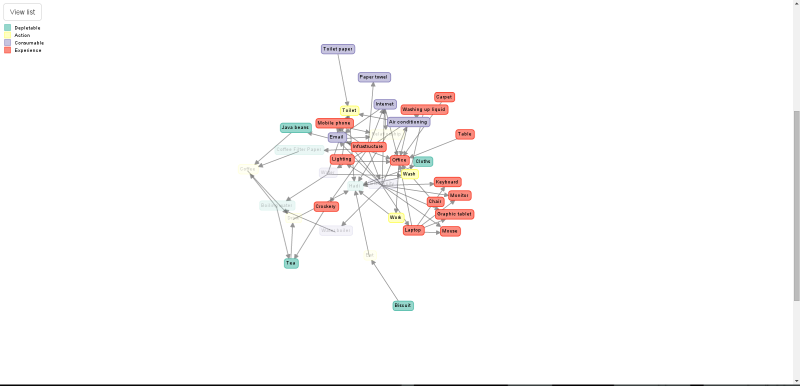 View list
Depletable
Action
Consumable
Experience
Toilet paper
Paper towel
Internet
Carpet
Washing up liquid
Toilet
Mobile phone
Air conditioning
Java beans
Email
Table
Coffee Filter Paper
Infrastructure
Lighting
Office
Cloths
Coffee
Wash
Keyboard
Monitor
Chair
Crockery
Graphic tablet
Work
Laptop
Mouse
Tea
Biscuit